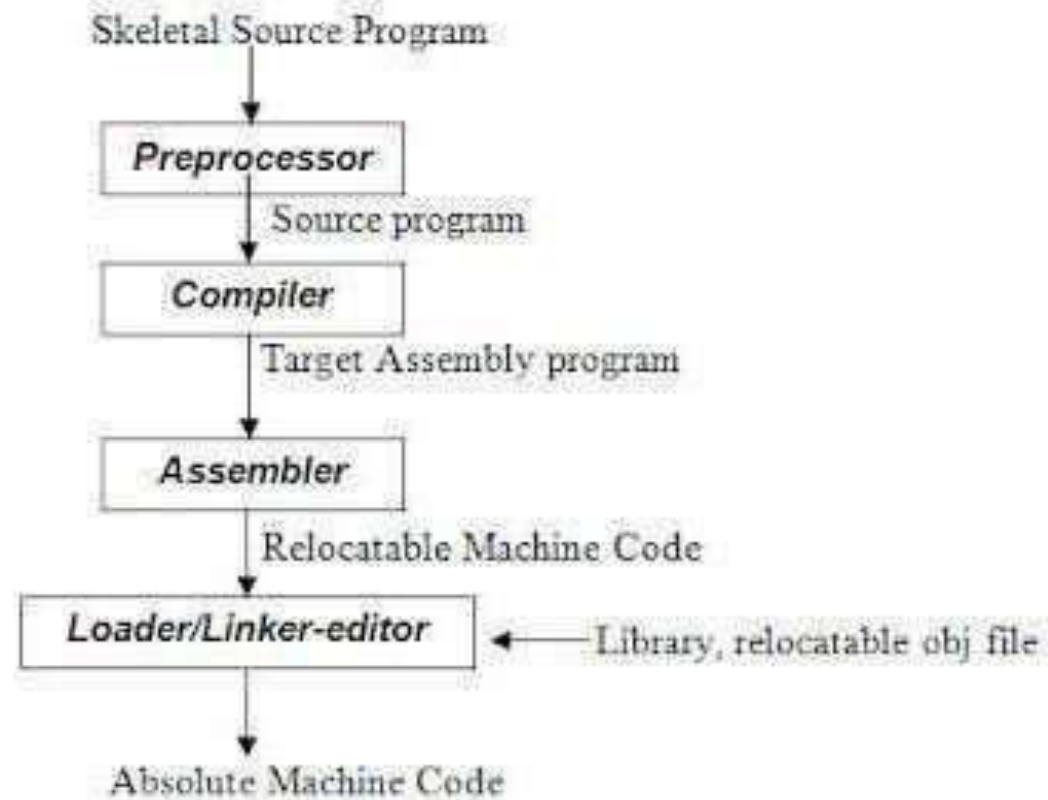 Skeletal Source Program
Preprocessor
Source program
Compiler
Target Assembly program
Assembler
Relocatable Machine Code
Loader/Linker-editor
Library, relocatable obj file
Absolute Machine Code